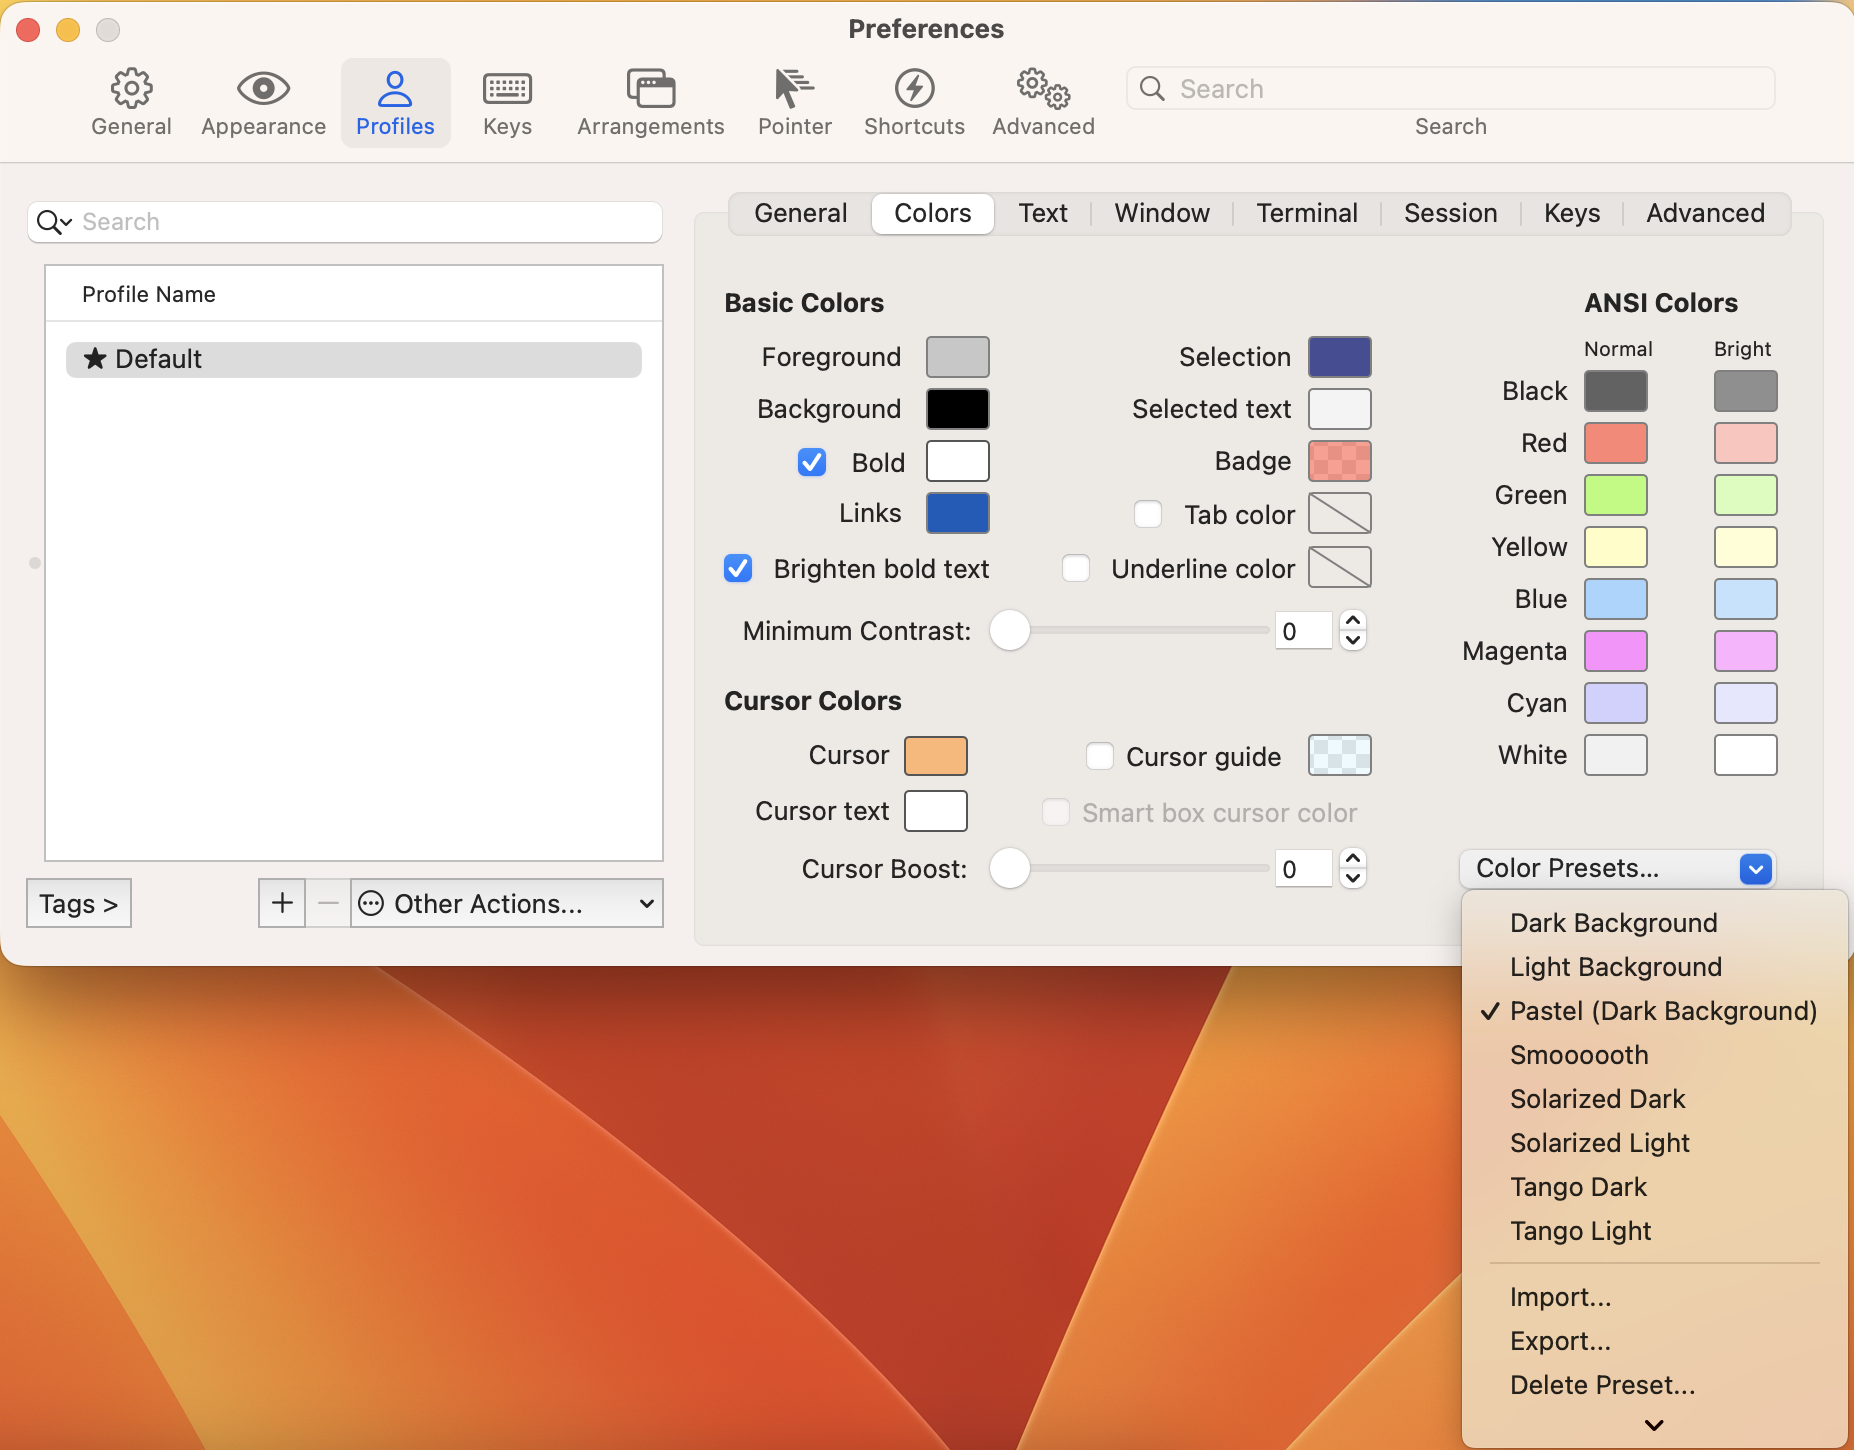 Preferences
General
Appearance
Profiles
Keys
Arrangements
Pointer
Shortcuts
Advanced
Search
Search
Search
Profile Name
★ Default
Tags >
+
−
Other Actions...
General
Colors
Text
Window
Terminal
Session
Keys
Advanced
Basic Colors
Foreground
Background
Bold
Links
Brighten bold text
Selection
Selected text
Badge
Tab color
Underline color
Minimum Contrast:
0
Cursor Colors
Cursor
Cursor text
Cursor guide
Smart box cursor color
Cursor Boost:
0
ANSI Colors
Normal Bright
Black
Red
Green
Yellow
Blue
Magenta
Cyan
White
Color Presets...
Dark Background
Light Background
✓ Pastel (Dark Background)
Smoooooth
Solarized Dark
Solarized Light
Tango Dark
Tango Light
Import...
Export...
Delete Preset...